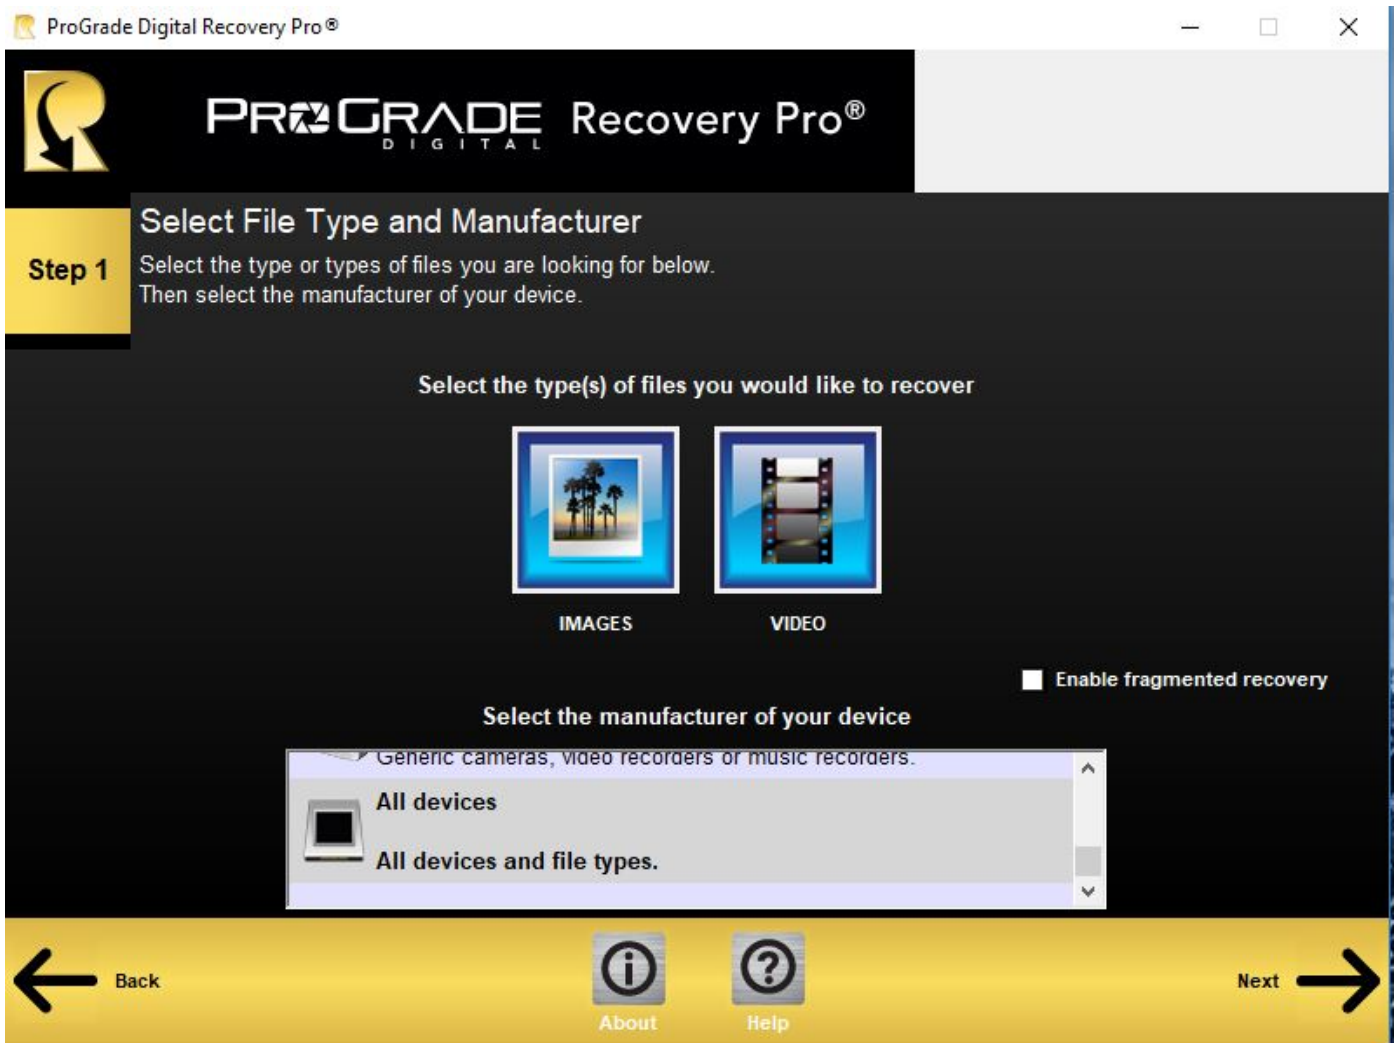 ProGrade Digital Recovery Pro®
PROGRADE Recovery Pro®
DIGITAL
Step 1
Select File Type and Manufacturer
Select the type or types of files you are looking for below.
Then select the manufacturer of your device.
Select the type(s) of files you would like to recover
IMAGES VIDEO
Enable fragmented recovery
Select the manufacturer of your device
Generic cameras, video recorders or music recorders.
All devices
All devices and file types.
Back About Help Next